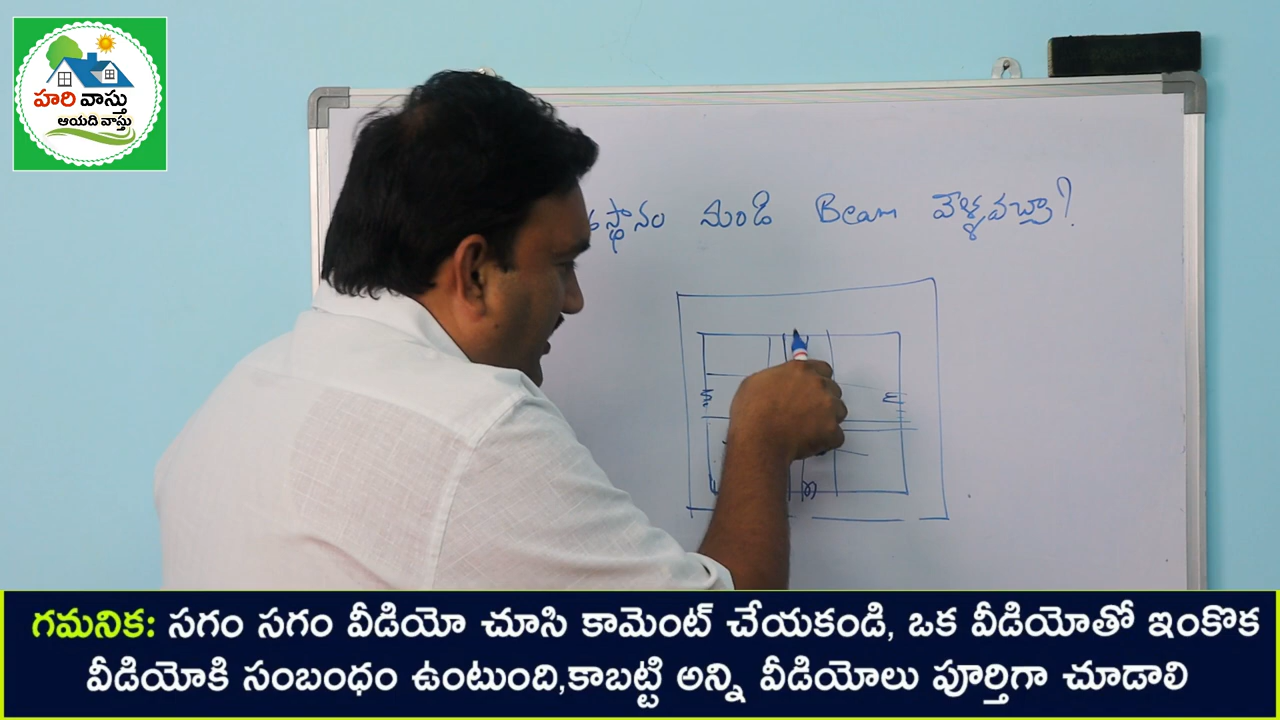 హరి వాస్తు
ఆయది వాస్తు
స్థానం నుండి Beam వెళ్ళవచ్చా?
గమనిక: సగం సగం వీడియో చూసి కామెంట్ చేయకండి, ఒక వీడియోతో ఇంకొక
వీడియోకి సంబంధం ఉంటుంది,కాబట్టి అన్ని వీడియోలు పూర్తిగా చూడాలి